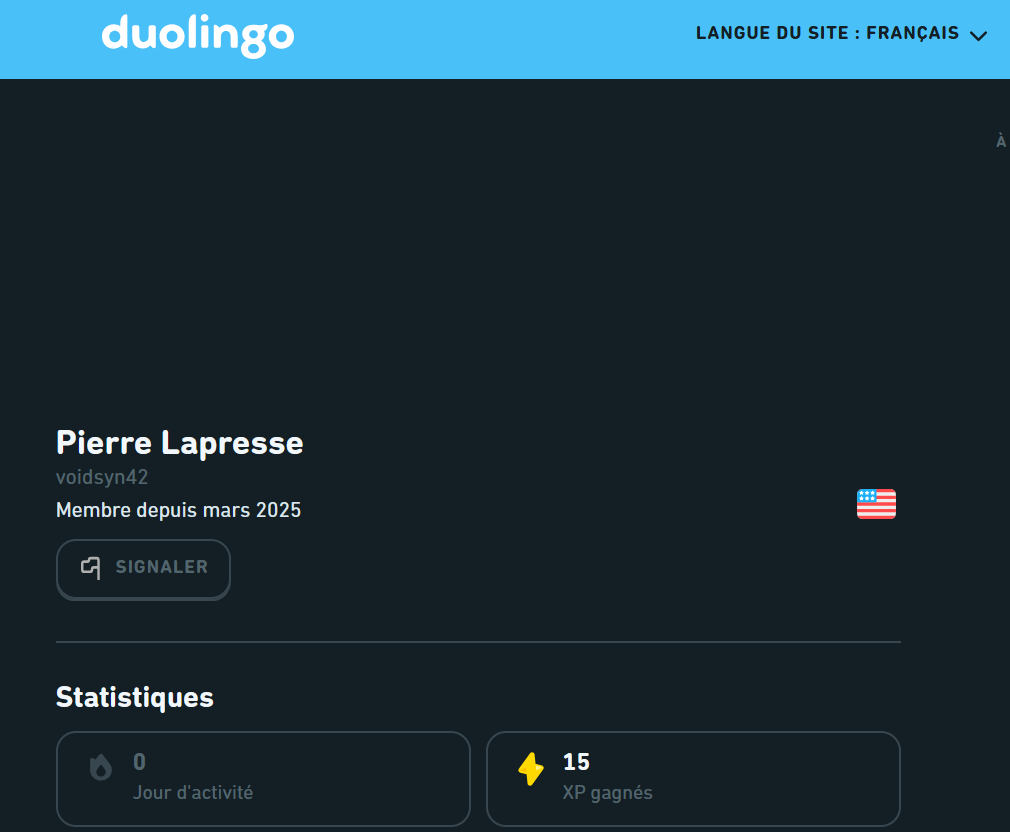 duolingo
LANGUE DU SITE : FRANÇAIS
À
Pierre Lapresse
voidsyn42
Membre depuis mars 2025
SIGNALER
Statistiques
0
Jour d'activité
15
XP gagnés